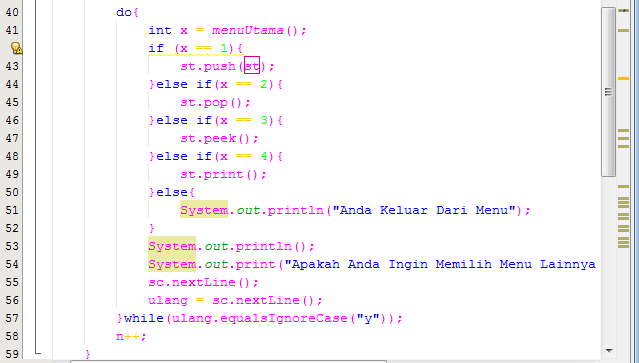 40 do{
41 int x = menuUtama();
if (x == 1){
43 st.push(st);
44 }else if(x == 2){
45 st.pop();
46 }else if(x == 3){
47 st.peek();
48 }else if(x == 4){
49 st.print();
50 }else{
51 System.out.println("Anda Keluar Dari Menu");
52 }
53 System.out.println();
54 System.out.print("Apakah Anda Ingin Memilih Menu Lainnya
55 sc.nextLine();
56 ulang = sc.nextLine();
57 }while(ulang.equalsIgnoreCase("y"));
58 n++;
59 }